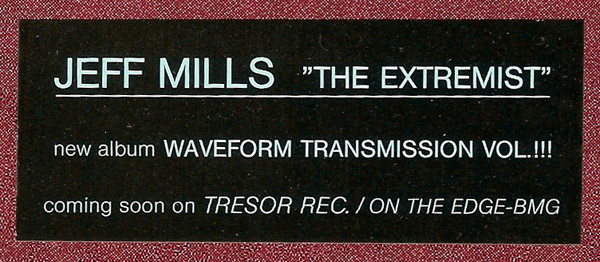 JEFF MILLS ”THE EXTREMIST”
new album WAVEFORM TRANSMISSION VOL.!!!
coming soon on TRESOR REC. / ON THE EDGE-BMG